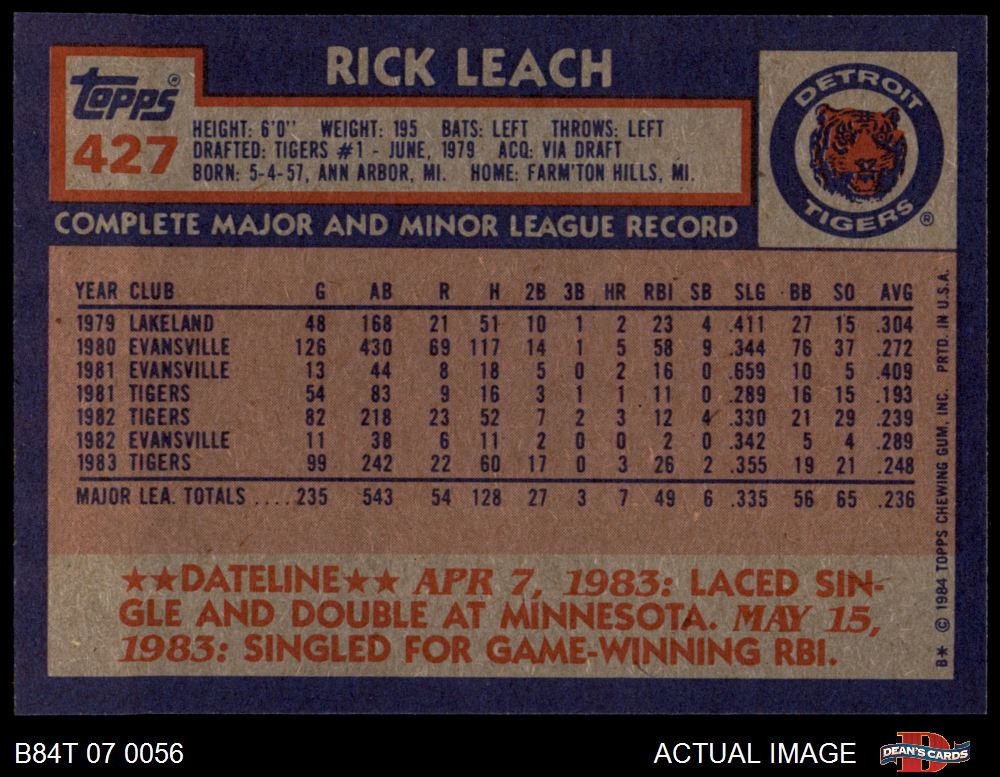 RICK LEACH
Topps®
427
HEIGHT: 6'0" WEIGHT: 195 BATS: LEFT THROWS: LEFT
DRAFTED: TIGERS #1 - JUNE, 1979 ACQ: VIA DRAFT
BORN: 5-4-57, ANN ARBOR, MI. HOME: FARM'TON HILLS, MI.
DETROIT
TIGERS®
COMPLETE MAJOR AND MINOR LEAGUE RECORD
YEAR CLUB G AB R H 2B 3B HR RBI SB SLG BB SO AVG
1979 LAKELAND 48 168 21 51 10 1 2 23 4 .411 27 15 .304
1980 EVANSVILLE 126 430 69 117 14 1 5 58 9 .344 76 37 .272
1981 EVANSVILLE 13 44 8 18 5 0 2 16 0 .659 10 5 .409
1981 TIGERS 54 83 9 16 3 1 1 11 0 .289 16 15 .193
1982 TIGERS 82 218 23 52 7 2 3 12 4 .330 21 29 .239
1982 EVANSVILLE 11 38 6 11 2 0 0 2 0 .342 5 4 .289
1983 TIGERS 99 242 22 60 17 0 3 26 2 .355 19 21 .248
MAJOR LEA. TOTALS ....235 543 54 128 27 3 7 49 6 .335 56 65 .236
★★DATELINE★★ APR 7, 1983: LACED SIN-
GLE AND DOUBLE AT MINNESOTA. MAY 15,
1983: SINGLED FOR GAME-WINNING RBI.
B* © 1984 TOPPS CHEWING GUM, INC. PRTD. IN U.S.A.
B84T 07 0056
ACTUAL IMAGE
DEAN'S CARDS